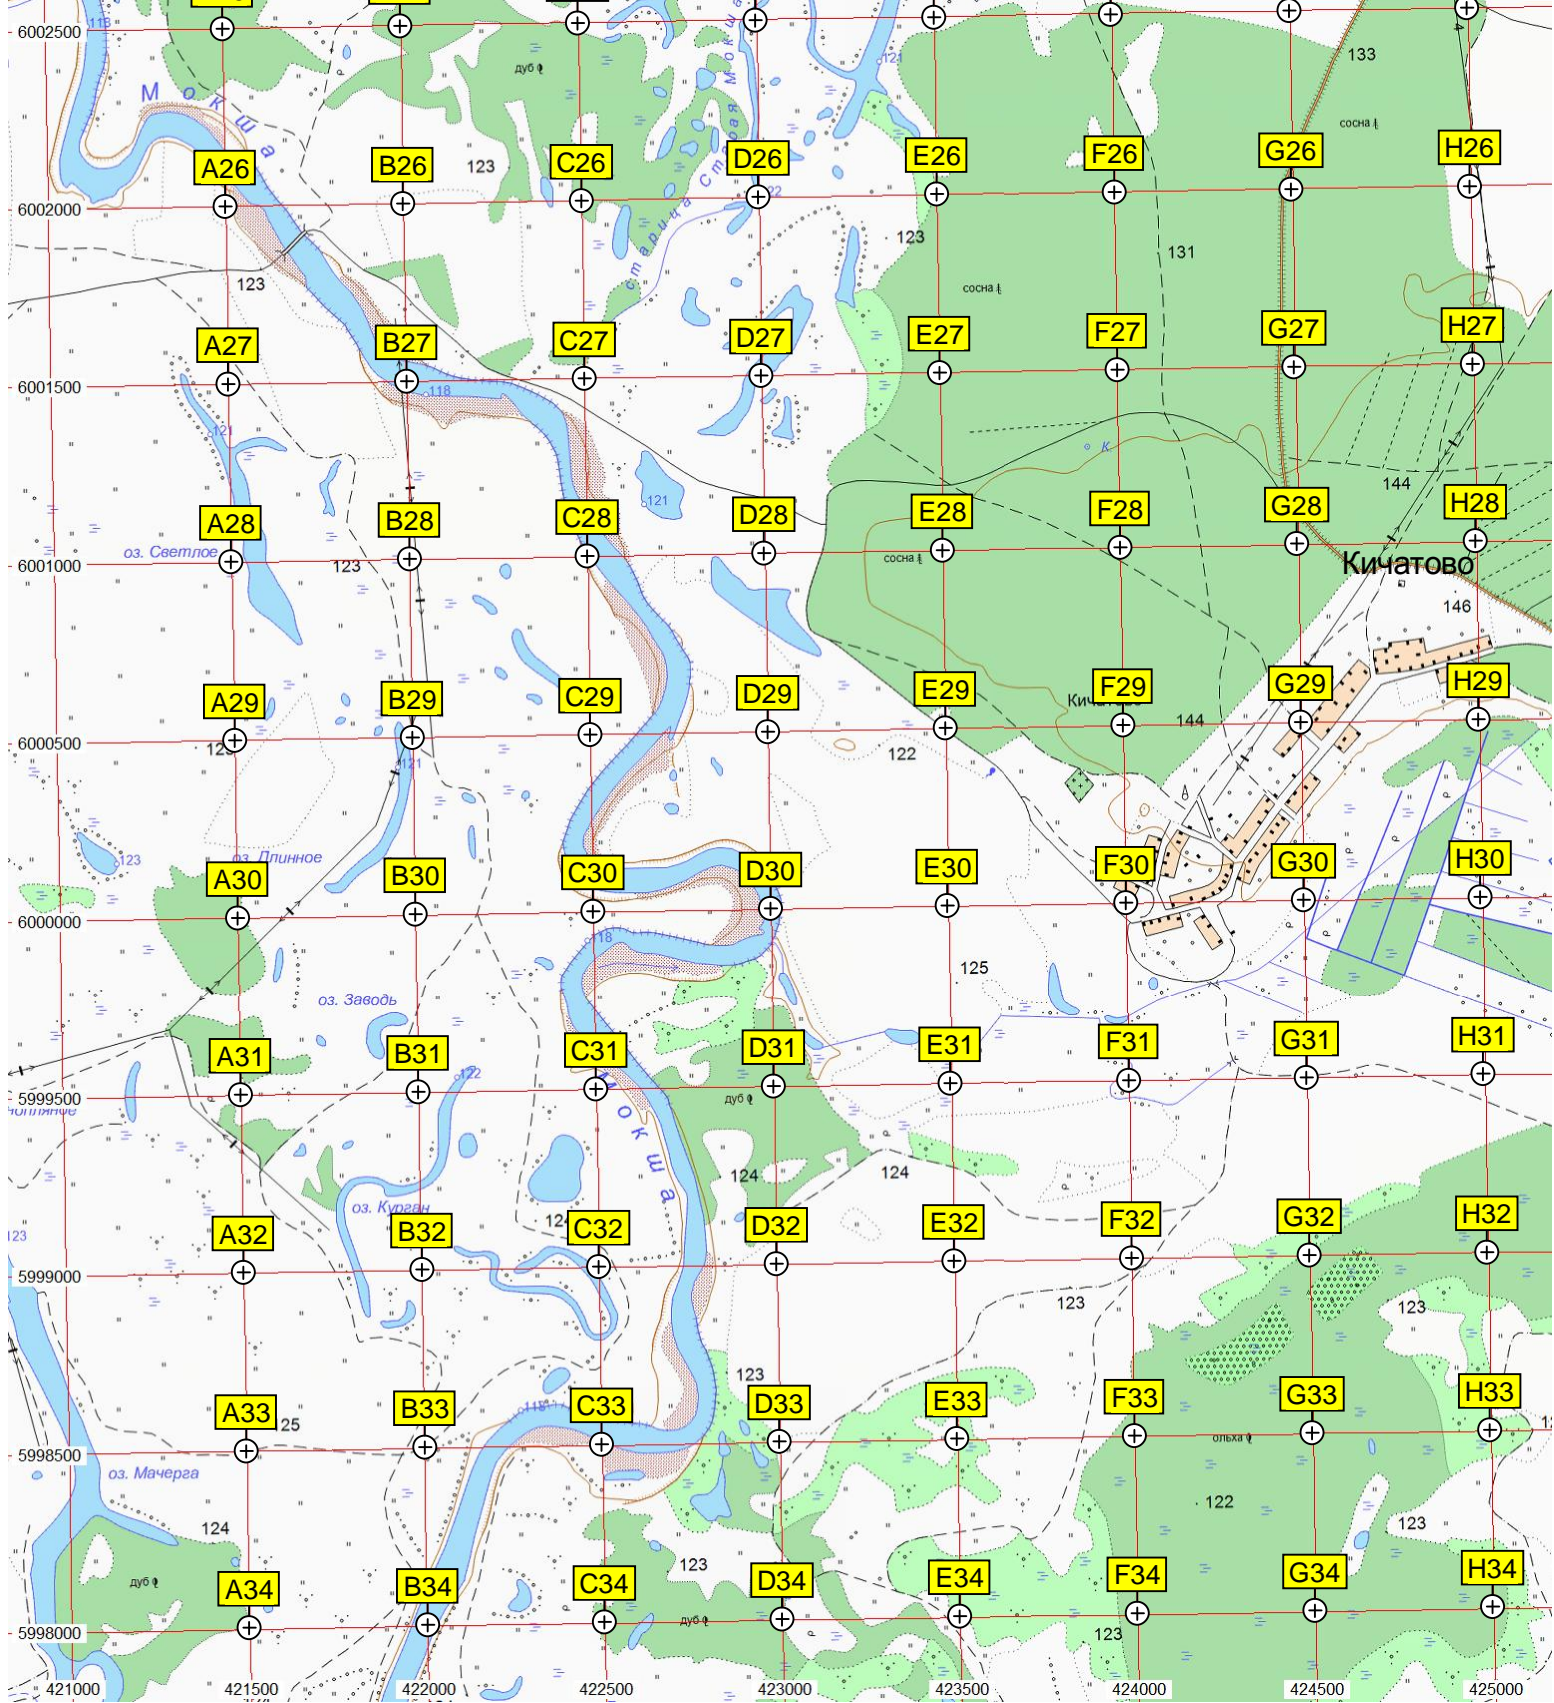 118
6002500
133
дуб
121
Мокша
сосна
старица Старая Мокша
A26
B26
123
C26
D26
E26
F26
G26
H26
6002000
22
123
131
123
сосна
A27
B27
C27
D27
E27
F27
G27
H27
6001500
118
121
К.
121
144
A28
B28
C28
D28
E28
F28
G28
H28
оз. Светлое
сосна
6001000
123
Кичатово
146
A29
B29
C29
D29
E29
F29
G29
H29
144
6000500
122
121
123
оз. Длинное
A30
B30
C30
D30
E30
F30
G30
H30
6000000
118
125
оз. Заводь
A31
B31
C31
D31
E31
F31
G31
H31
122
Мокша
5999500
дуб
124
124
оз. Курган
A32
B32
C32
D32
E32
F32
G32
H32
123
5999000
123
123
123
A33
125
B33
C33
D33
E33
F33
G33
H33
ольха
5998500
оз. Мачерга
122
124
123
123
дуб
A34
B34
C34
D34
E34
F34
G34
H34
дуб
5998000
123
421000
421500
422000
422500
423000
423500
424000
424500
425000